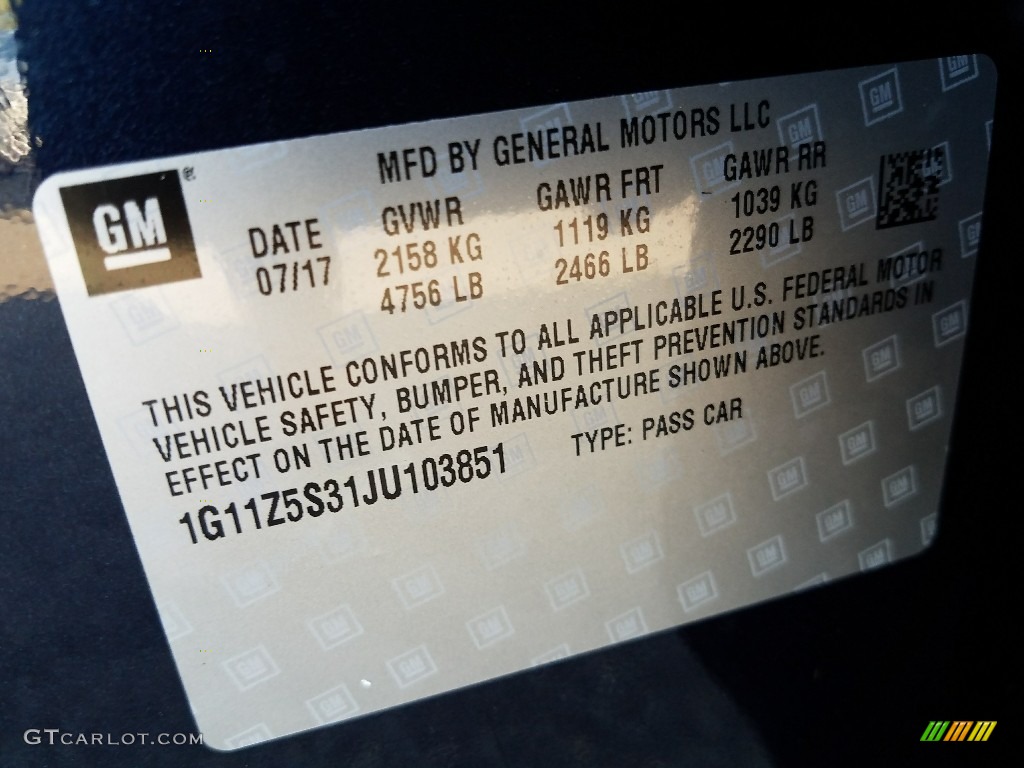 MFD BY GENERAL MOTORS LLC
GM
DATE GVWR GAWR FRT GAWR RR
07/17 2158 KG 1119 KG 1039 KG
4756 LB 2466 LB 2290 LB
THIS VEHICLE CONFORMS TO ALL APPLICABLE U.S. FEDERAL MOTOR
VEHICLE SAFETY, BUMPER, AND THEFT PREVENTION STANDARDS IN
EFFECT ON THE DATE OF MANUFACTURE SHOWN ABOVE.
1G11Z5S31JU103851 TYPE: PASS CAR
GTCARLOT.COM